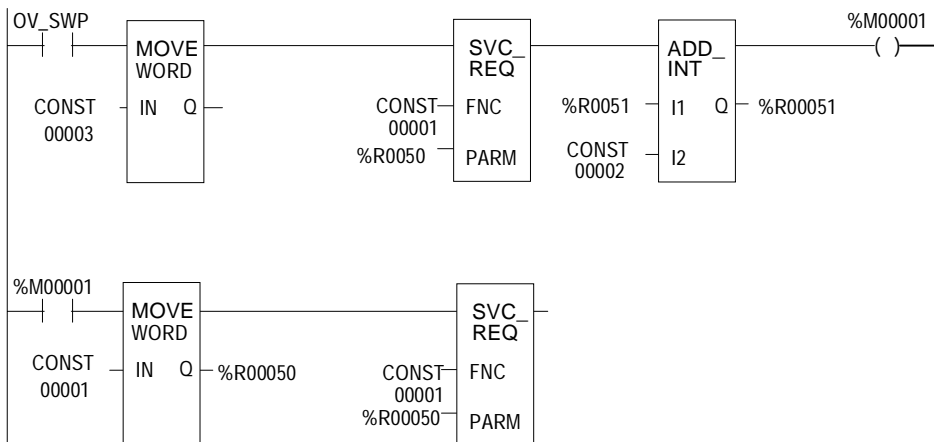 OV_SWP
%M00001
MOVE
WORD
SVC_
REQ
ADD_
INT
CONST
00003
IN Q
CONST
00001
FNC
%R0050
PARM
%R0051
I1 Q
%R00051
CONST
00002
I2
%M00001
MOVE
WORD
SVC_
REQ
CONST
00001
IN Q
%R00050
CONST
00001
FNC
%R00050
PARM